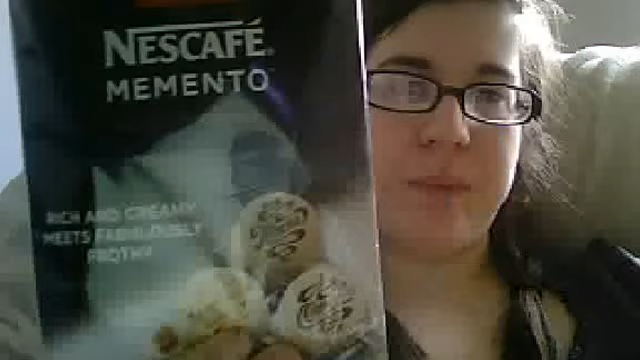 NESCAFÉ
MEMENTO
RICH AND CREAMY
MEETS FABULOUSLY
FROTHY